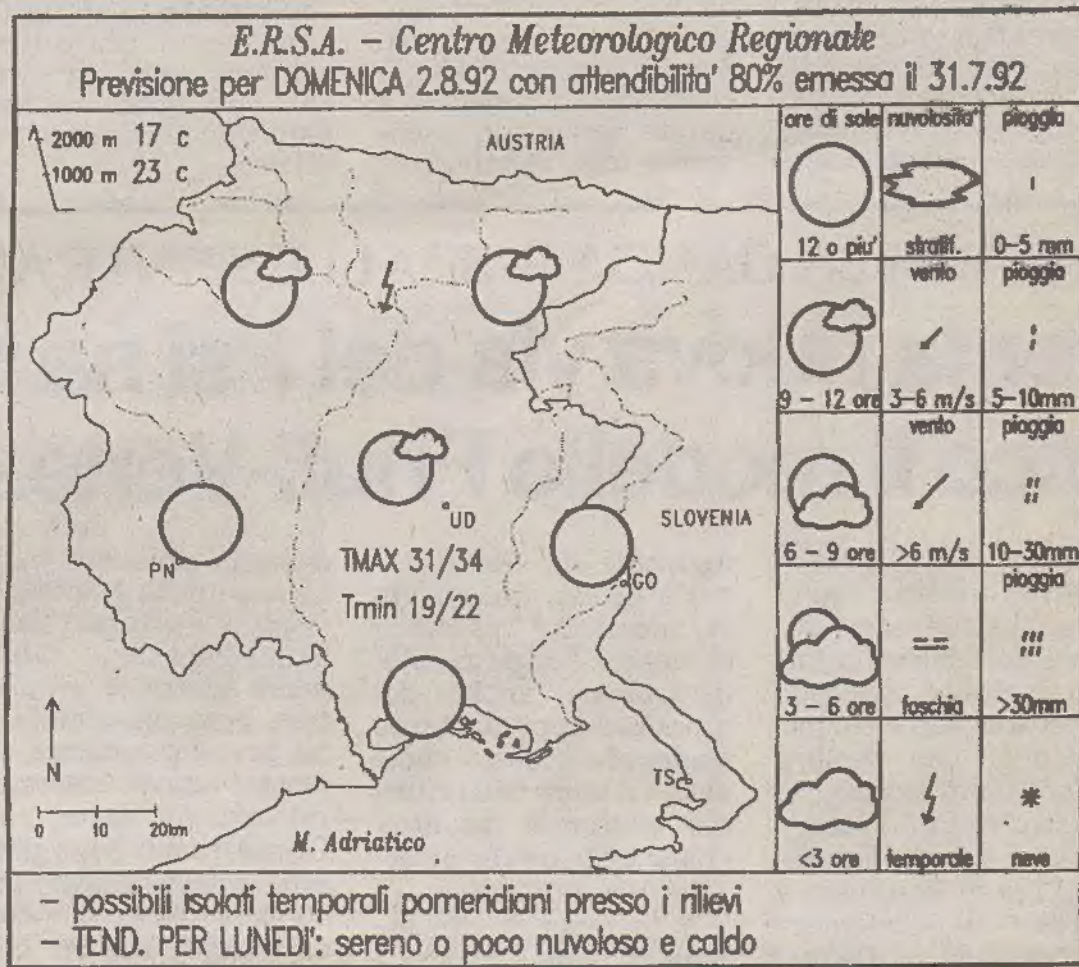 E.R.S.A. – Centro Meteorologico Regionale
Previsione per DOMENICA 2.8.92 con attendibilita' 80% emessa il 31.7.92
2000 m 17 c
1000 m 23 c
AUSTRIA
UD
SLOVENIA
PN
TMAX 31/34
GO
Tmin 19/22
N
TS
0 10 20km
M. Adriatico
ore di sole nuvolosita' pioggia
12 o piu' stratif. 0-5 mm
vento pioggia
9 - 12 ore 3-6 m/s 5-10mm
vento pioggia
6 - 9 ore >6 m/s 10-30mm
pioggia
3 - 6 ore foschia >30mm
<3 ore temporale neve
– possibili isolati temporali pomeridiani presso i rilievi
– TEND. PER LUNEDI': sereno o poco nuvoloso e caldo